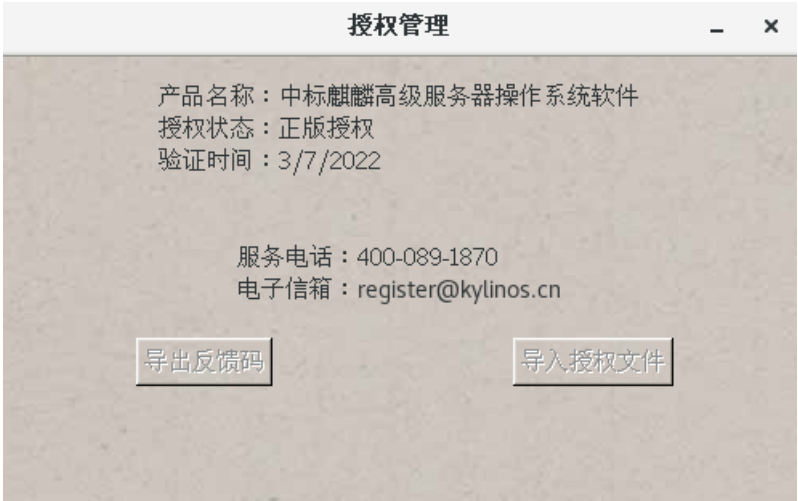 授权管理
产品名称：中标麒麟高级服务器操作系统软件
授权状态：正版授权
验证时间：3/7/2022
服务电话：400-089-1870
电子信箱：register@kylinos.cn
导出反馈码 导入授权文件